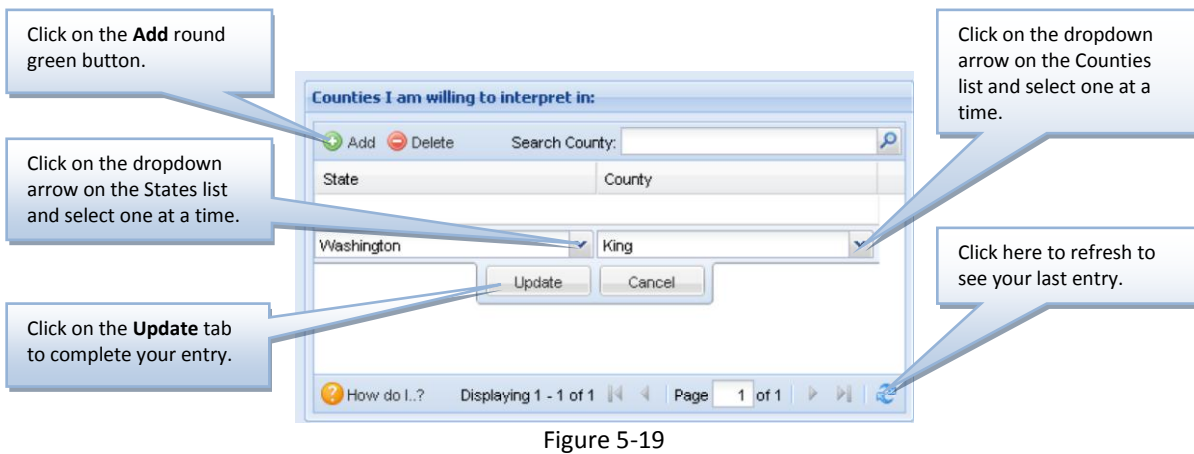 Click on the Add round
green button.
Click on the dropdown
arrow on the States list
and select one at a time.
Click on the Update tab
to complete your entry.
Counties I am willing to interpret in:
Add Delete Search County:
State County
Washington King
Update Cancel
How do I..? Displaying 1 - 1 of 1 Page 1 of 1
Click on the dropdown
arrow on the Counties
list and select one at a
time.
Click here to refresh to
see your last entry.
Figure 5-19